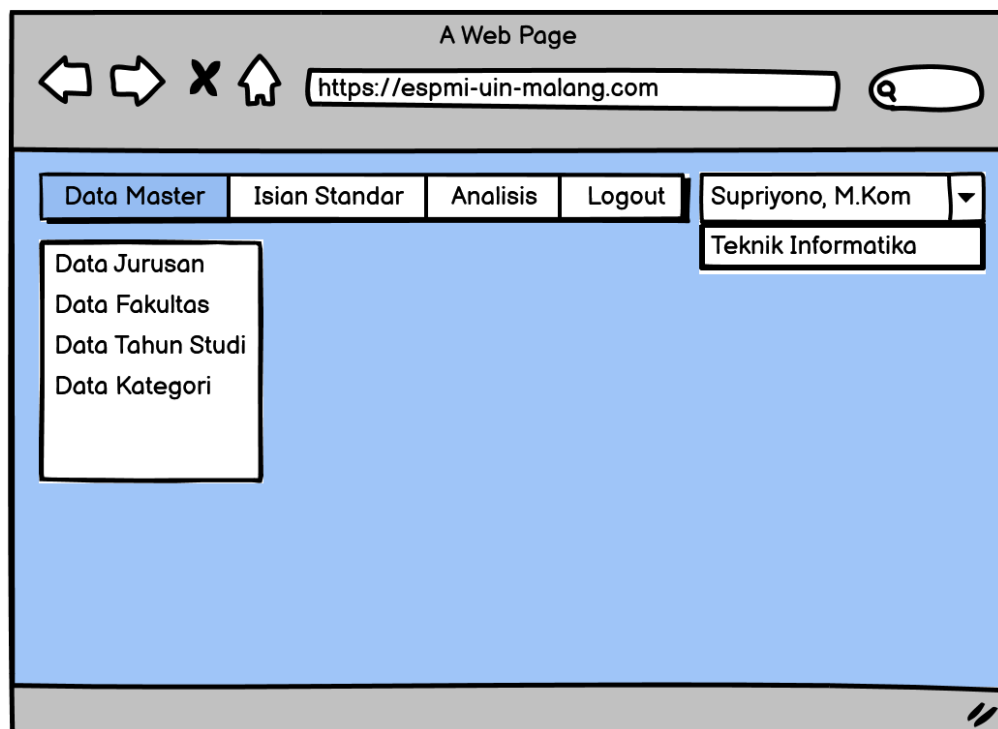 A Web Page
https://espmi-uin-malang.com
Data Master Isian Standar Analisis Logout Supriyono, M.Kom
Teknik Informatika
Data Jurusan
Data Fakultas
Data Tahun Studi
Data Kategori